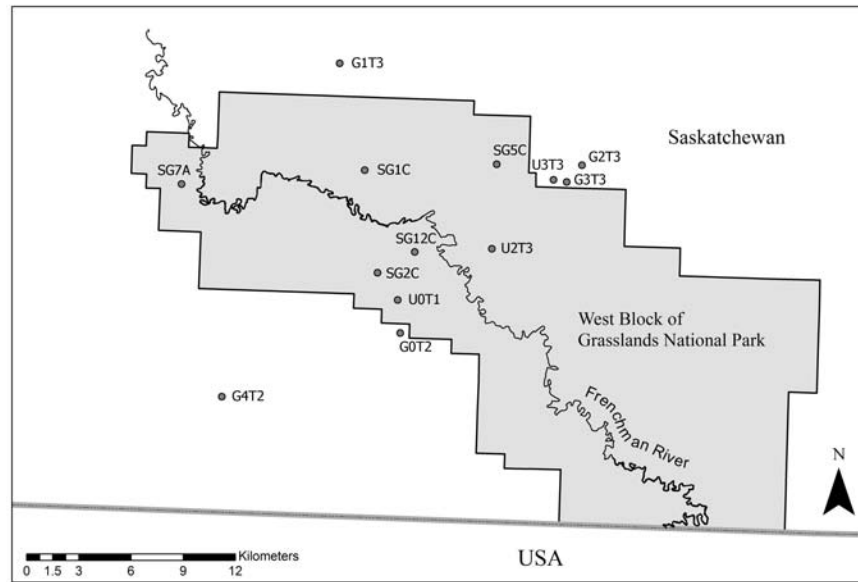 G1T3
Saskatchewan
SG5C
G2T3
U3T3
G3T3
SG7A
SG1C
SG12C
U2T3
SG2C
U0T1
West Block of
Grasslands National Park
G0T2
G4T2
Frenchman River
N
Kilometers
0 1.5 3 6 9 12
USA